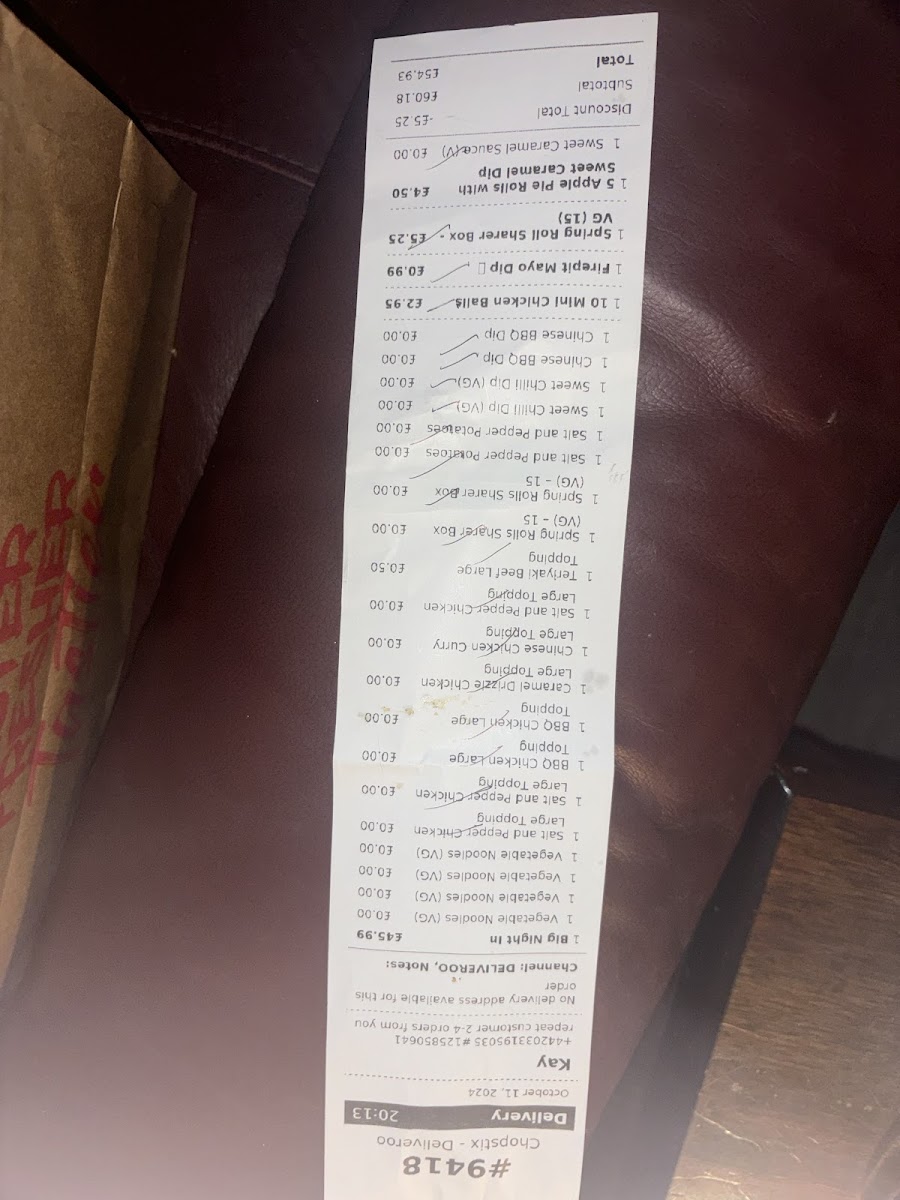 #9418
Chopstix - Deliveroo
Delivery 20:13
October 11, 2024
Kay
+442033195035 #125850641
repeat customer 2-4 orders from you
No delivery address available for this
order
Channel: DELIVEROO, Notes:
1 Big Night In £45.99
1 Vegetable Noodles (VG) £0.00
1 Vegetable Noodles (VG) £0.00
1 Vegetable Noodles (VG) £0.00
1 Vegetable Noodles (VG) £0.00
1 Salt and Pepper Chicken £0.00
Large Topping
1 Salt and Pepper Chicken £0.00
Large Topping
1 BBQ Chicken Large £0.00
Topping
1 BBQ Chicken Large £0.00
Topping
1 Caramel Drizzle Chicken £0.00
Large Topping
1 Chinese Chicken Curry £0.00
Large Topping
1 Salt and Pepper Chicken £0.00
Large Topping
1 Teriyaki Beef Large £0.50
Topping
1 Spring Rolls Sharer Box £0.00
(VG) - 15
1 Spring Rolls Sharer Box £0.00
(VG) - 15
1 Salt and Pepper Potatoes £0.00
1 Salt and Pepper Potatoes £0.00
1 Sweet Chilli Dip (VG) £0.00
1 Sweet Chilli Dip (VG) £0.00
1 Chinese BBQ Dip £0.00
1 Chinese BBQ Dip £0.00
1 10 Mini Chicken Balls £2.95
1 Firepit Mayo Dip £0.99
1 Spring Roll Sharer Box - £5.25
VG (15)
1 5 Apple Pie Rolls with £4.50
Sweet Caramel Dip
1 Sweet Caramel Sauce (V) £0.00
Discount Total -£5.25
Subtotal £60.18
Total £54.93
FRESHER